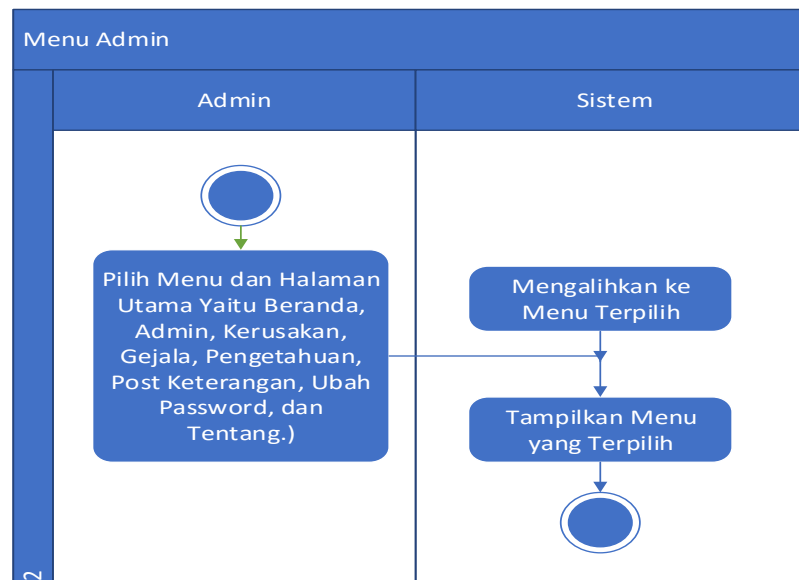 Menu Admin
Admin
Sistem
Pilih Menu dan Halaman
Utama Yaitu Beranda,
Admin, Kerusakan,
Gejala, Pengetahuan,
Post Keterangan, Ubah
Password, dan
Tentang.)
Mengalihkan ke
Menu Terpilih
Tampilkan Menu
yang Terpilih
2